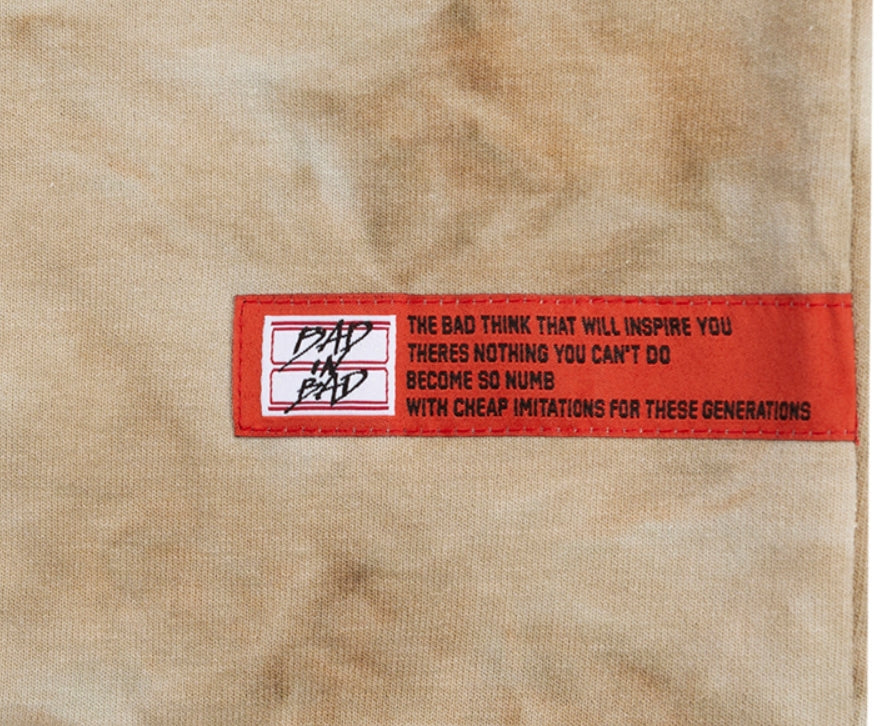 BAD
IN
BAD
THE BAD THINK THAT WILL INSPIRE YOU
THERES NOTHING YOU CAN'T DO
BECOME SO NUMB
WITH CHEAP IMITATIONS FOR THESE GENERATIONS